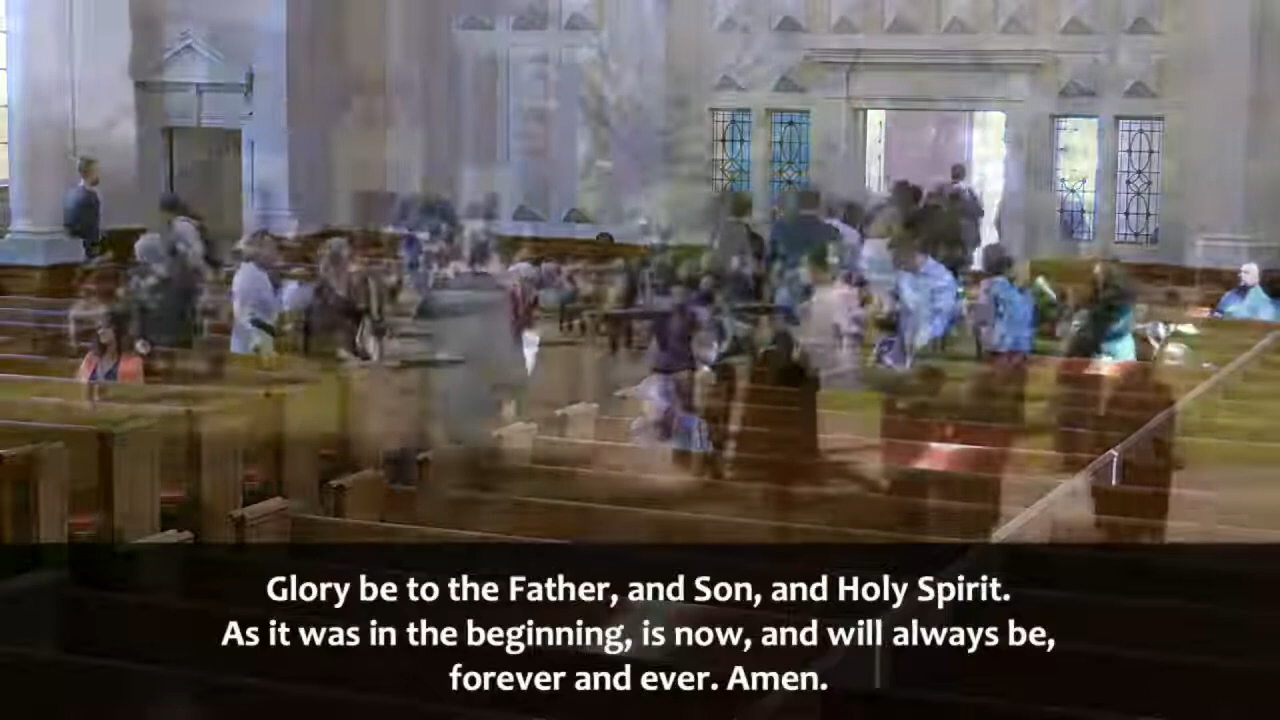 Glory be to the Father, and Son, and Holy Spirit.
As it was in the beginning, is now, and will always be,
forever and ever. Amen.